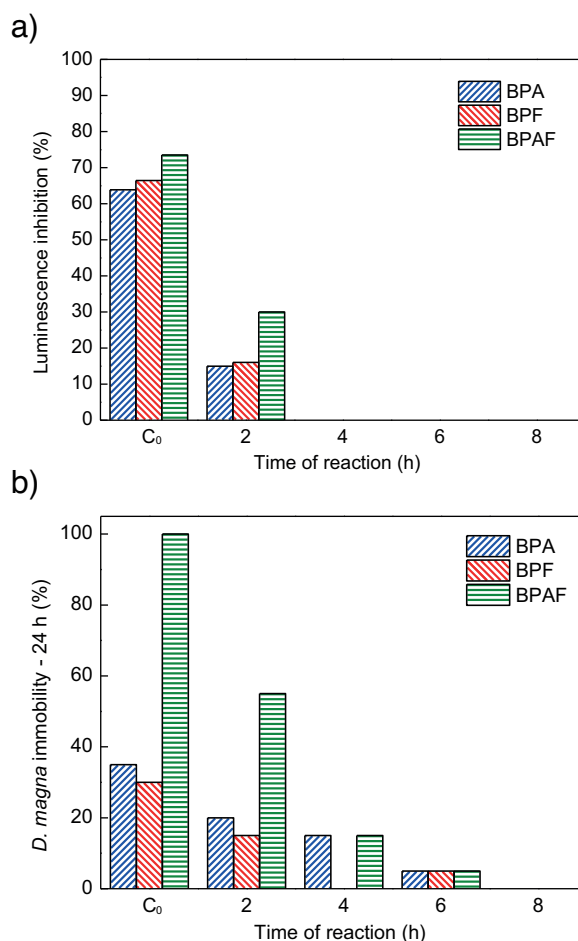 a)
100
90
80
70
60
50
40
30
20
10
0
Luminescence inhibition (%)
BPA
BPF
BPAF
C₀ 2 4 6 8
Time of reaction (h)
b)
100
80
60
40
20
0
D. magna immobility - 24 h (%)
BPA
BPF
BPAF
C₀ 2 4 6 8
Time of reaction (h)